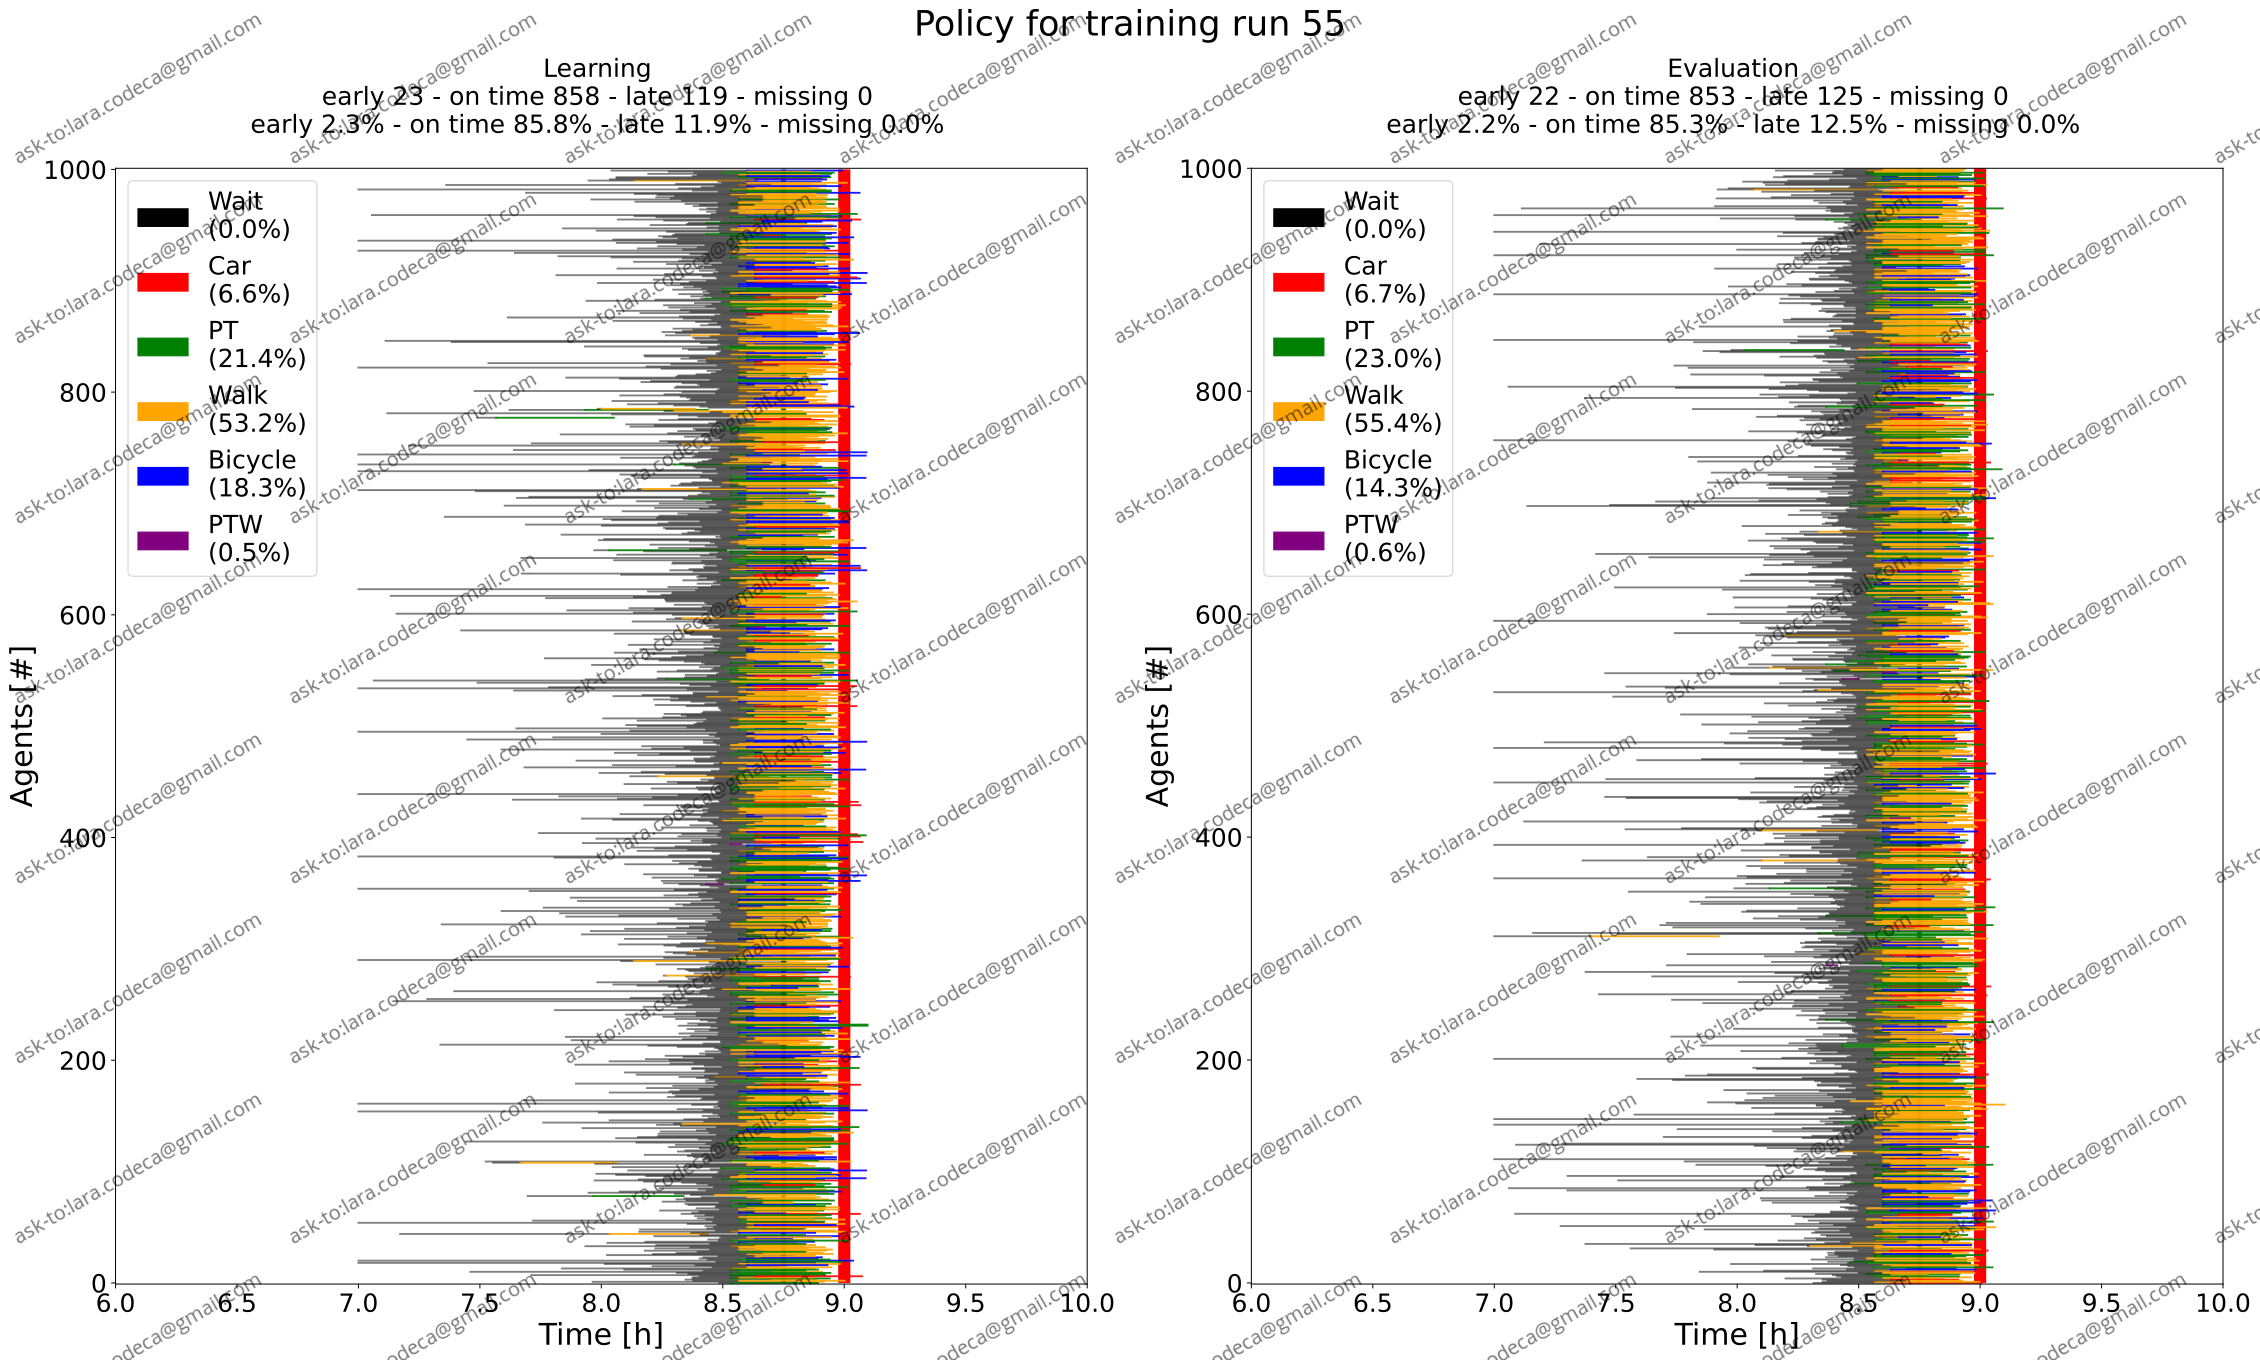 Policy for training run 55
Learning
early 23 - on time 858 - late 119 - missing 0
early 2.3% - on time 85.8% - late 11.9% - missing 0.0%
1000
800
600
400
200
0
Agents [#]
Wait
(0.0%)
Car
(6.6%)
PT
(21.4%)
Walk
(53.2%)
Bicycle
(18.3%)
PTW
(0.5%)
6.0 6.5 7.0 7.5 8.0 8.5 9.0 9.5 10.0
Time [h]
Evaluation
early 22 - on time 853 - late 125 - missing 0
early 2.2% - on time 85.3% - late 12.5% - missing 0.0%
1000
800
600
400
200
0
Agents [#]
Wait
(0.0%)
Car
(6.7%)
PT
(23.0%)
Walk
(55.4%)
Bicycle
(14.3%)
PTW
(0.6%)
6.0 6.5 7.0 7.5 8.0 8.5 9.0 9.5 10.0
Time [h]
ask-to:lara.codeca@gmail.com